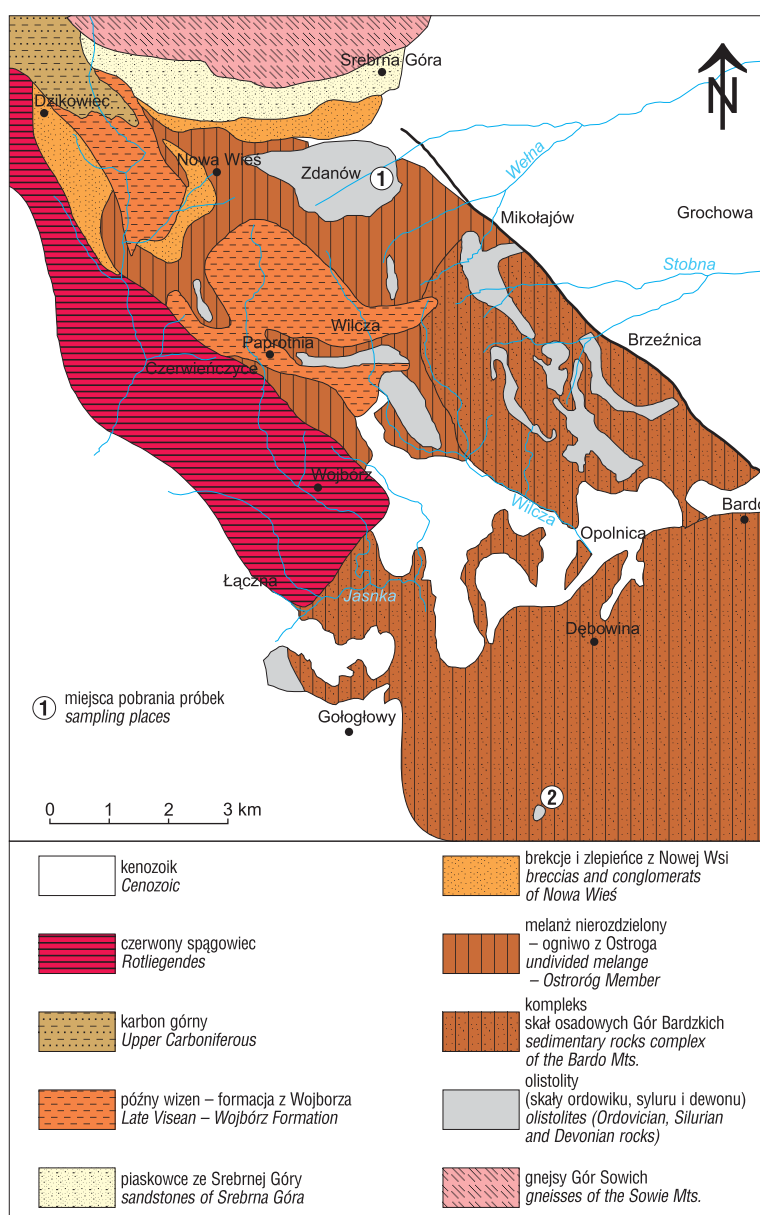 Srebrna Góra
N
Dzikowiec
Nowa Wieś
Zdanów
1
Wełna
Mikołajów
Grochowa
Stobna
Wilcza
Brzeźnica
Paprotnia
Czerwieńczyce
Wojbórz
Wilcza
Bardo
Opolnica
Łączna
Jasnka
Dębowina
1 miejsca pobrania próbek
sampling places
Gołogłowy
2
0 1 2 3 km
kenozoik
Cenozoic
czerwony spągowiec
Rotliegendes
karbon górny
Upper Carboniferous
późny wizen – formacja z Wojborza
Late Visean – Wojbórz Formation
piaskowce ze Srebrnej Góry
sandstones of Srebrna Góra
brekcje i zlepieńce z Nowej Wsi
breccias and conglomerats
of Nowa Wieś
melanż nierozdzielony
– ogniwo z Ostroga
undivided melange
– Ostroróg Member
kompleks
skał osadowych Gór Bardzkich
sedimentary rocks complex
of the Bardo Mts.
olistolity
(skały ordowiku, syluru i dewonu)
olistolites (Ordovician, Silurian
and Devonian rocks)
gnejsy Gór Sowich
gneisses of the Sowie Mts.